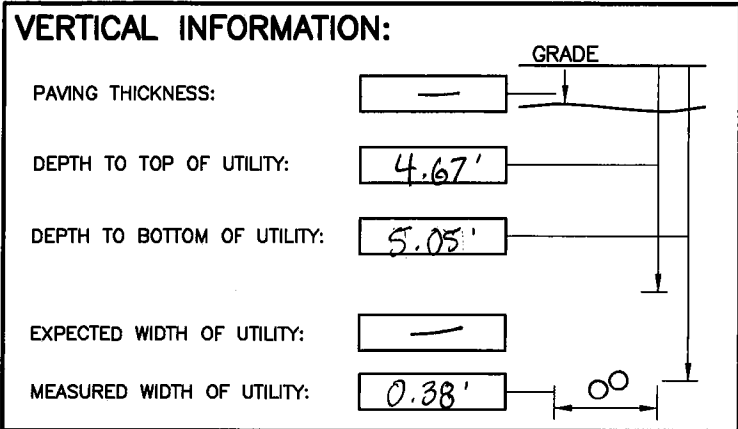 VERTICAL INFORMATION:
GRADE
PAVING THICKNESS: —
DEPTH TO TOP OF UTILITY: 4.67'
DEPTH TO BOTTOM OF UTILITY: 5.05'
EXPECTED WIDTH OF UTILITY: —
MEASURED WIDTH OF UTILITY: 0.38'